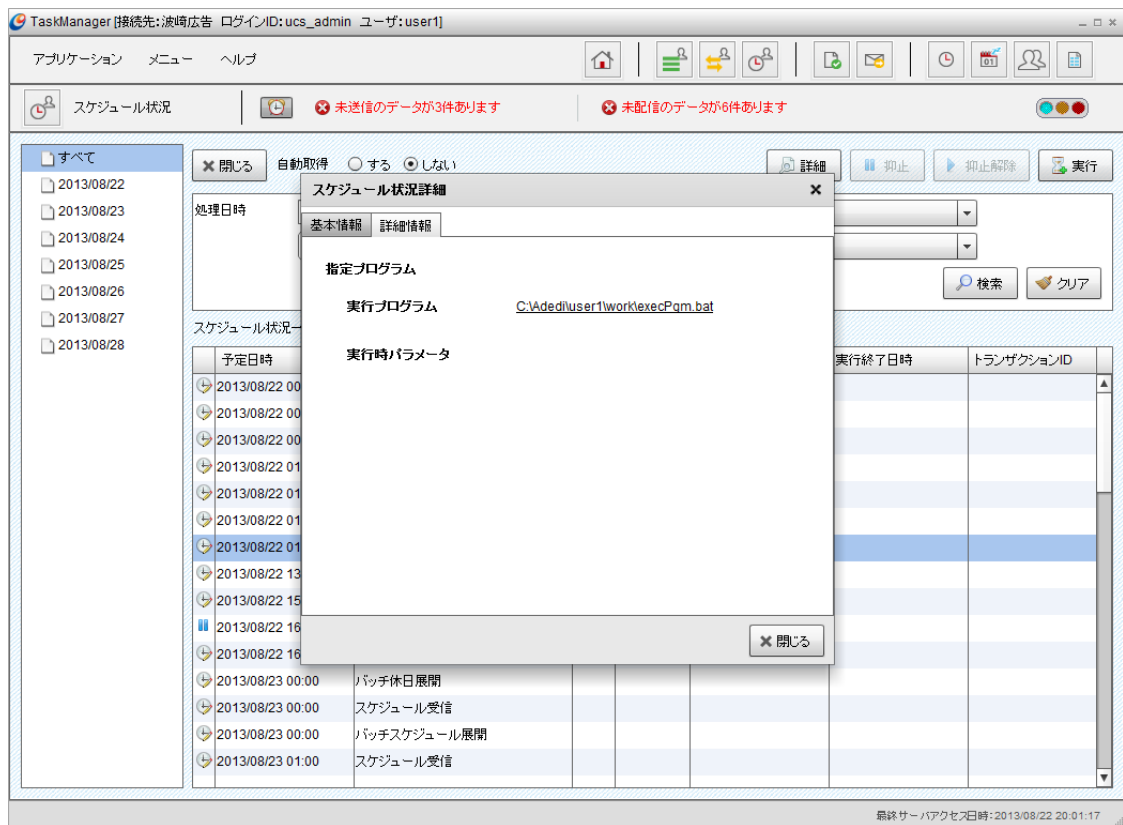 TaskManager [接続先:波崎広告 ログインID:ucs_admin ユーザ:user1]
アプリケーション メニュー ヘルプ
01
スケジュール状況 未送信のデータが3件あります 未配信のデータが6件あります
すべて
2013/08/22
2013/08/23
2013/08/24
2013/08/25
2013/08/26
2013/08/27
2013/08/28
閉じる 自動取得 する しない 詳細 抑止 抑止解除 実行
処理日時
検索 クリア
スケジュール状況一
予定日時 実行終了日時 トランザクションID
2013/08/22 00
2013/08/22 00
2013/08/22 00
2013/08/22 01
2013/08/22 01
2013/08/22 01
2013/08/22 01
2013/08/22 13
2013/08/22 15
2013/08/22 16
2013/08/22 16
2013/08/23 00:00 バッチ休日展開
2013/08/23 00:00 スケジュール受信
2013/08/23 00:00 バッチスケジュール展開
2013/08/23 01:00 スケジュール受信
スケジュール状況詳細
基本情報 詳細情報
指定プログラム
実行プログラム C:\Adedi\user1\work\execPgm.bat
実行時パラメータ
閉じる
最終サーバアクセス日時:2013/08/22 20:01:17